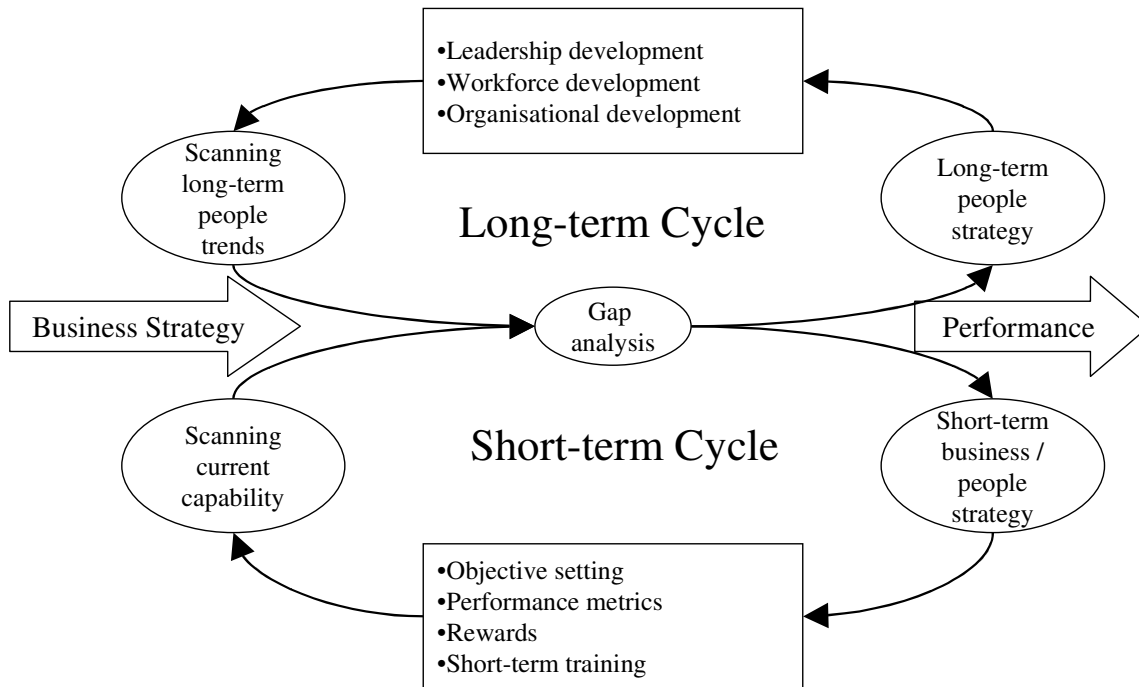 •Leadership development
•Workforce development
•Organisational development
Scanning
long-term
people
trends
Long-term Cycle
Long-term
people
strategy
Business Strategy
Gap
analysis
Performance
Scanning
current
capability
Short-term Cycle
Short-term
business /
people
strategy
•Objective setting
•Performance metrics
•Rewards
•Short-term training